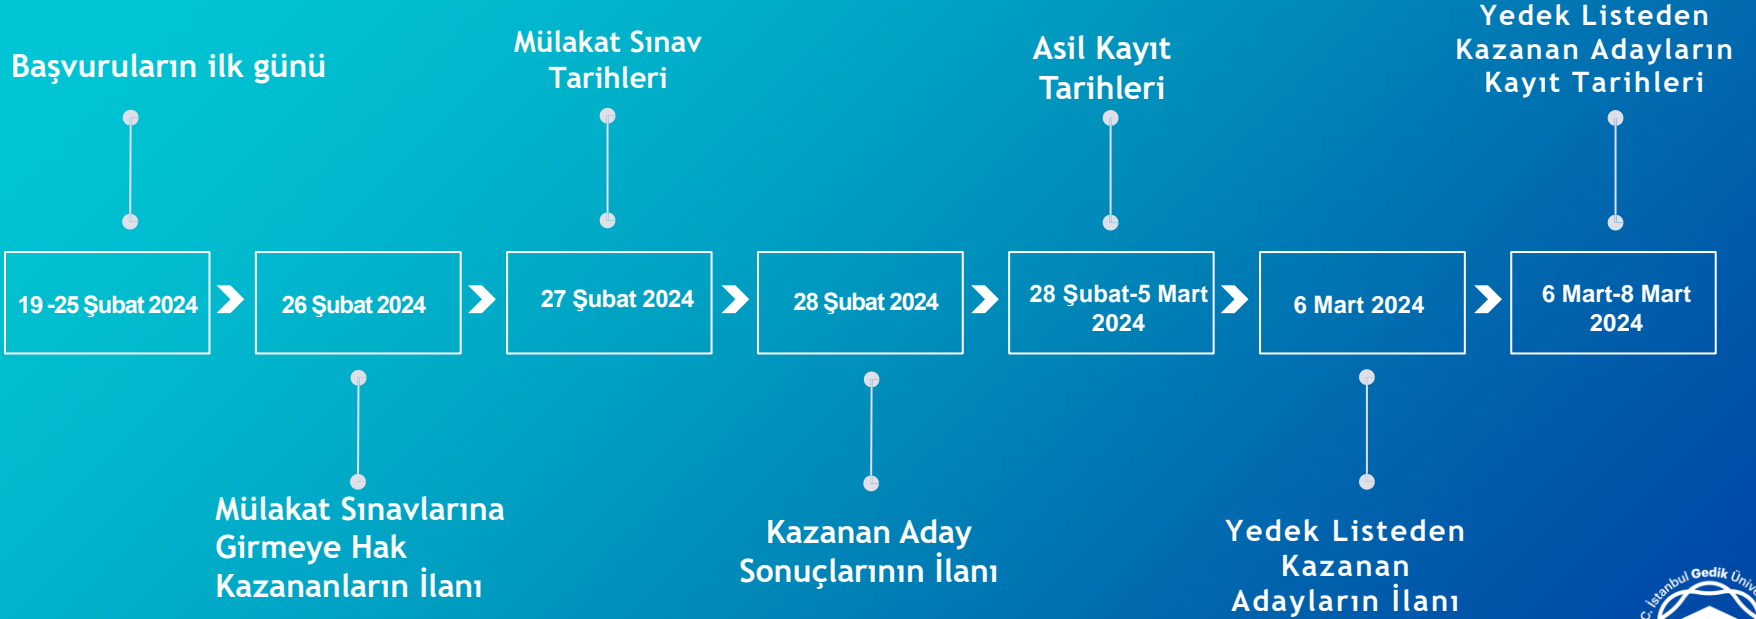 Başvuruların ilk günü
Mülakat Sınav
Tarihleri
Asil Kayıt
Tarihleri
Yedek Listeden
Kazanan Adayların
Kayıt Tarihleri
19 -25 Şubat 2024
26 Şubat 2024
27 Şubat 2024
28 Şubat 2024
28 Şubat-5 Mart
2024
6 Mart 2024
6 Mart-8 Mart
2024
Mülakat Sınavlarına
Girmeye Hak
Kazananların İlanı
Kazanan Aday
Sonuçlarının İlanı
Yedek Listeden
Kazanan
Adayların İlanı
İstanbul Gedik